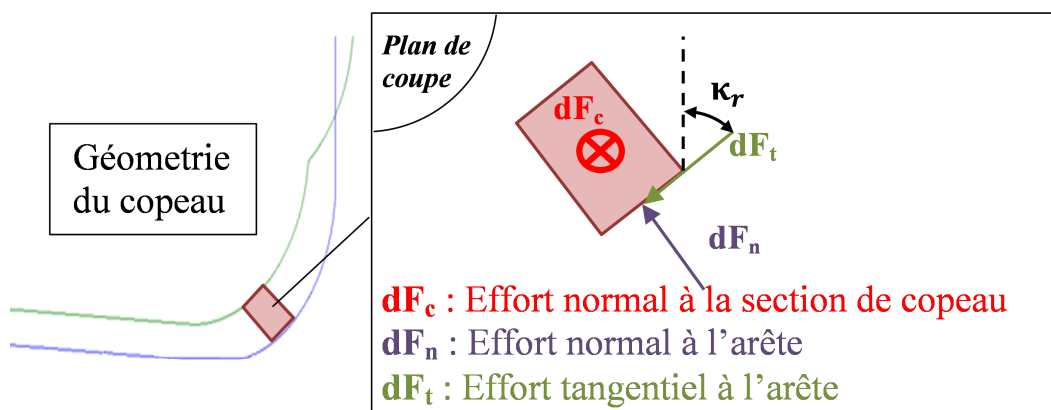 Géometrie
du copeau
Plan de
coupe
dF_c
κ_r
dF_t
dF_n
dF_c : Effort normal à la section de copeau
dF_n : Effort normal à l’arête
dF_t : Effort tangentiel à l’arête